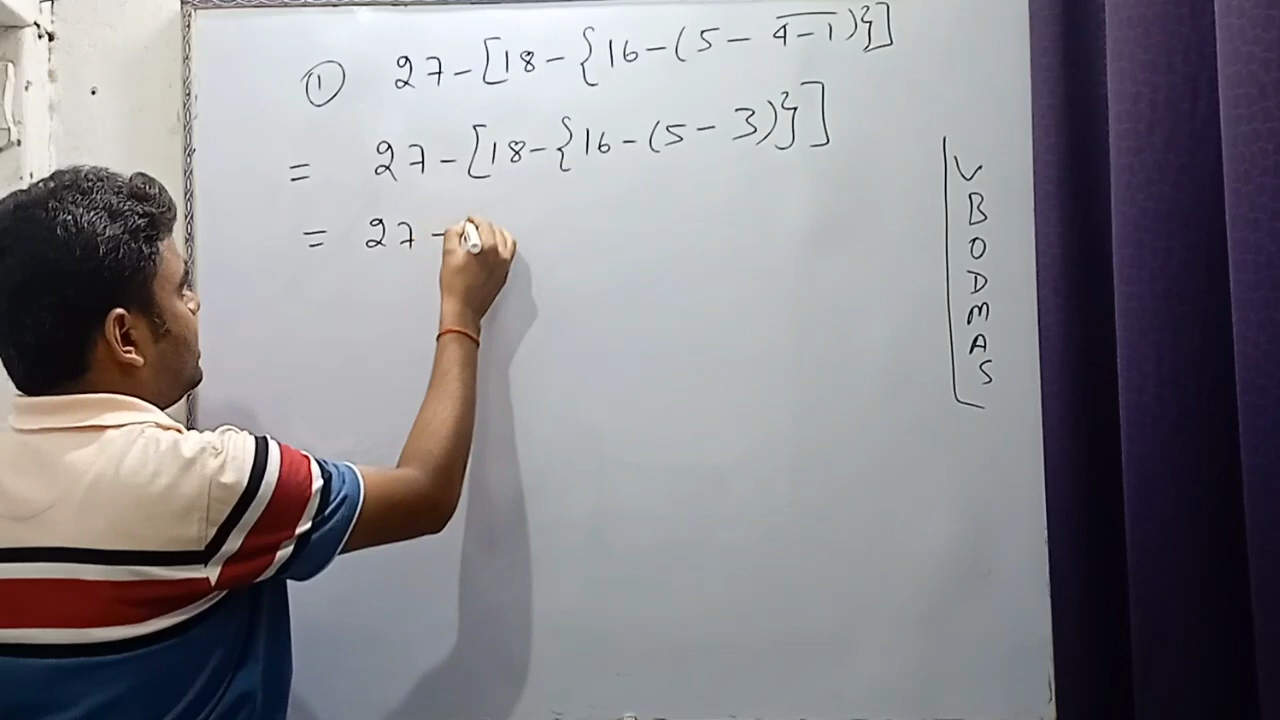 ① 27-[18-{16-(5-4̅-̅1̅)}]
= 27-[18-{16-(5-3)}]
= 27-
V
B
O
D
M
A
S